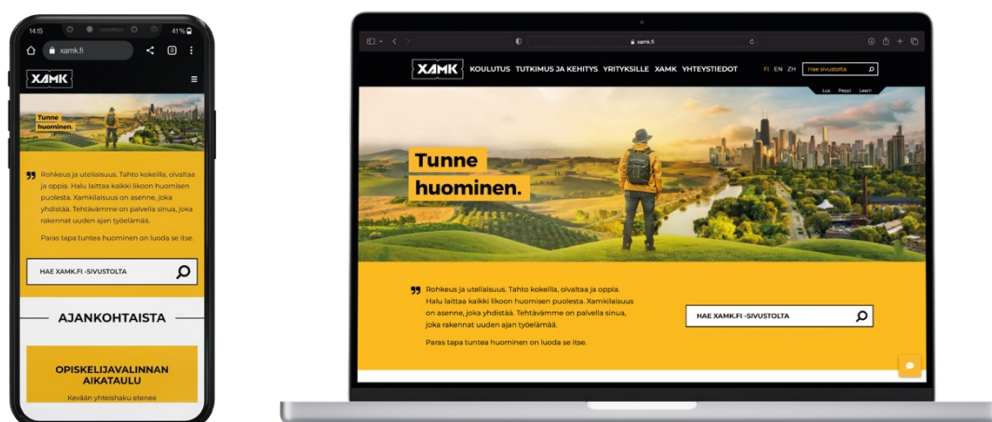 14.15
41%
xamk.fi
XAMK
Tunne
huominen.
Rohkeus ja uteliaisuus. Tahto kokeilla, oivaltaa
ja oppia. Halu laittaa kaikki likoon huomisen
puolesta. Xamkilaisuus on asenne, joka
yhdistää. Tehtävämme on palvella sinua, joka
rakennat uuden ajan työelämää.
Paras tapa tuntea huominen on luoda se itse.
HAE XAMK.FI -SIVUSTOLTA
AJANKOHTAISTA
OPISKELIJAVALINNAN
AIKATAULU
Kevään yhteishaku etenee
xamk.fi
XAMK KOULUTUS TUTKIMUS JA KEHITYS YRITYKSILLE XAMK YHTEYSTIEDOT FI EN ZH Hae sivustolta
Lux Peppi Learn
Tunne
huominen.
Rohkeus ja uteliaisuus. Tahto kokeilla, oivaltaa ja oppia.
Halu laittaa kaikki likoon huomisen puolesta. Xamkilaisuus
on asenne, joka yhdistää. Tehtävämme on palvella sinua,
joka rakennat uuden ajan työelämää.
Paras tapa tuntea huominen on luoda se itse.
HAE XAMK.FI -SIVUSTOLTA